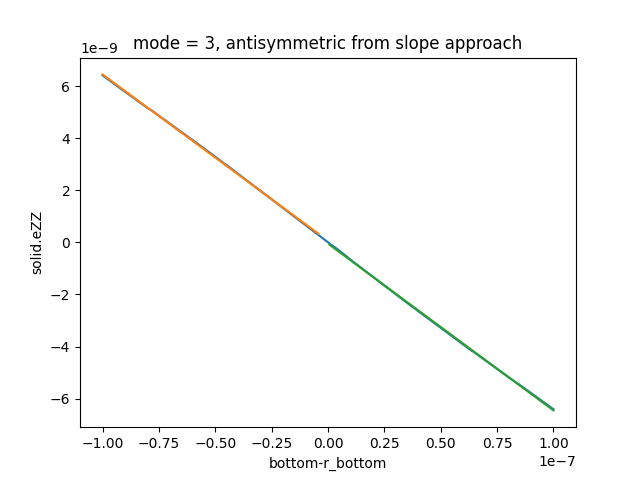 mode = 3, antisymmetric from slope approach
1e−9
6
4
2
0
−2
−4
−6
solid.eZZ
−1.00 −0.75 −0.50 −0.25 0.00 0.25 0.50 0.75 1.00
bottom-r_bottom
1e−7